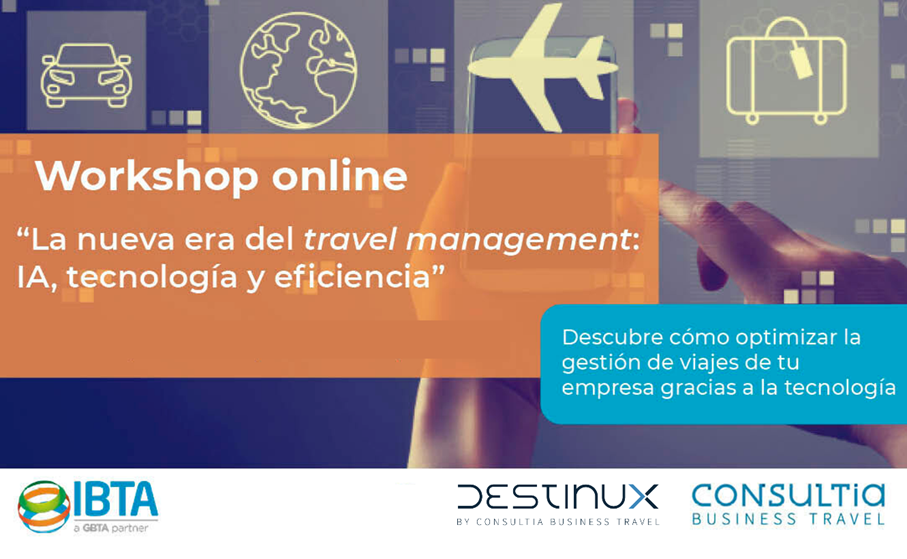 Workshop online
“La nueva era del travel management:
IA, tecnología y eficiencia”
Descubre cómo optimizar la
gestión de viajes de tu
empresa gracias a la tecnología
IBTA
a GBTA partner
DESTINUX
BY CONSULTIA BUSINESS TRAVEL
CONSULTIA
BUSINESS TRAVEL